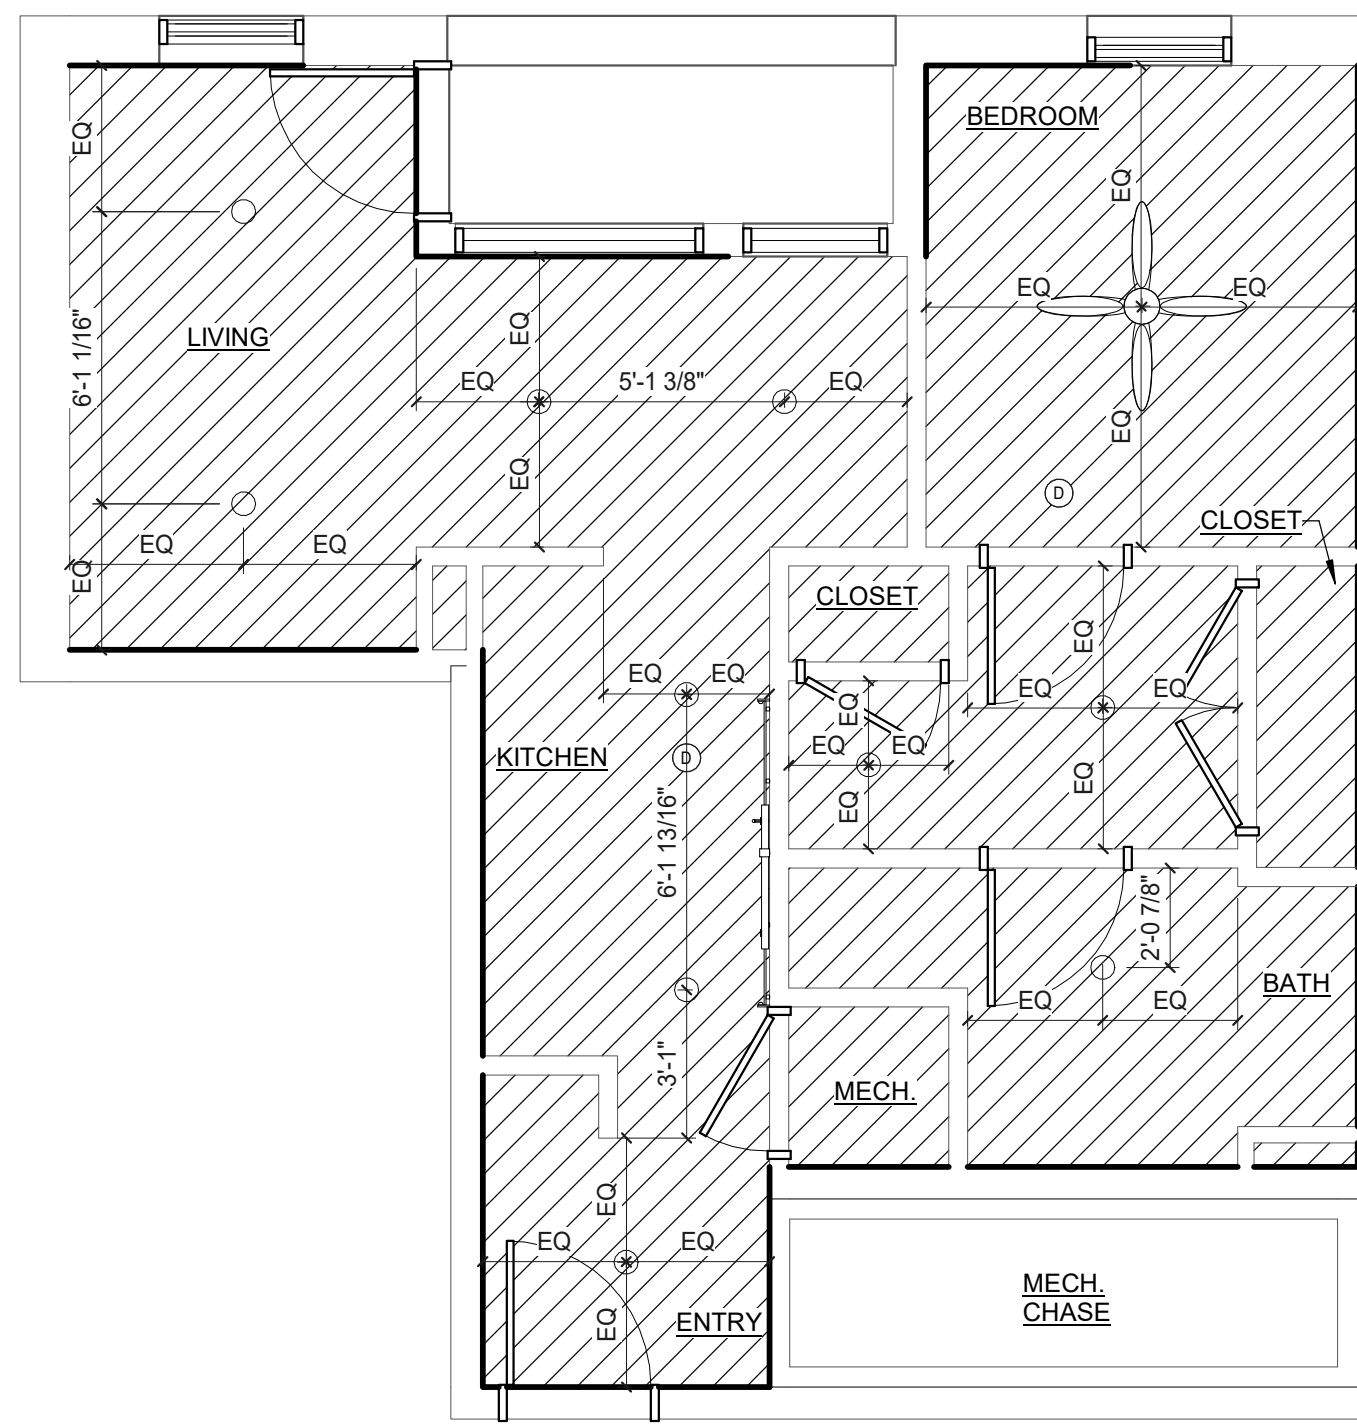 BEDROOM
EQ
EQ
LIVING
EQ
EQ
EQ
6'-1 1/16"
EQ
5'-1 3/8"
EQ
EQ
EQ
D
CLOSET
EQ
EQ
EQ
CLOSET
EQ
EQ
EQ
EQ
EQ
EQ
KITCHEN
D
EQ
EQ
EQ
EQ
6'-1 13/16"
EQ
2'-0 7/8"
BATH
EQ
EQ
3'-1"
MECH.
EQ
EQ
EQ
EQ
ENTRY
MECH.
CHASE